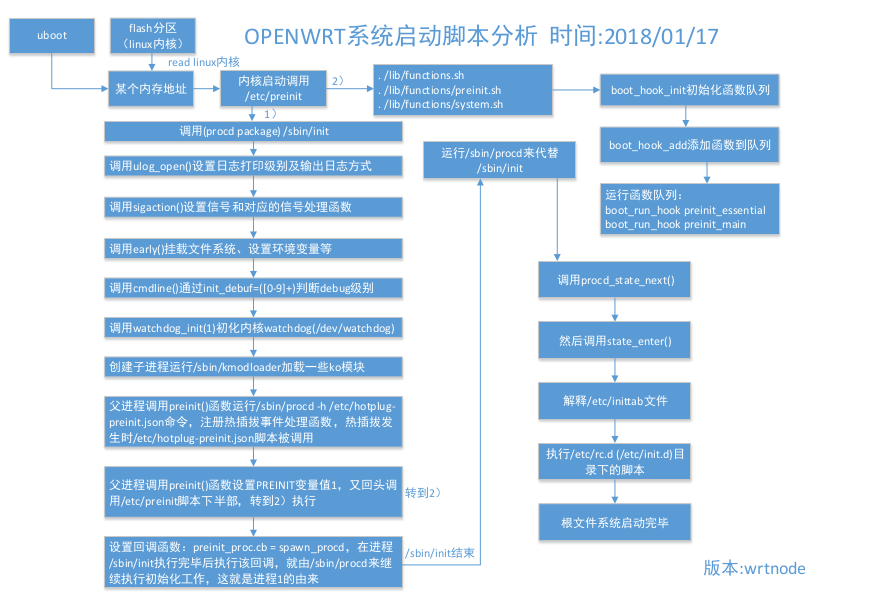 OPENWRT系统启动脚本分析 时间:2018/01/17
uboot
flash分区
（linux内核）
read linux内核
某个内存地址
内核启动调用
/etc/preinit
2）
1）
. /lib/functions.sh
. /lib/functions/preinit.sh
. /lib/functions/system.sh
boot_hook_init初始化函数队列
boot_hook_add添加函数到队列
运行函数队列：
boot_run_hook preinit_essential
boot_run_hook preinit_main
调用(procd package) /sbin/init
调用ulog_open()设置日志打印级别及输出日志方式
调用sigaction()设置信号和对应的信号处理函数
调用early()挂载文件系统、设置环境变量等
调用cmdline()通过init_debuf=([0-9]+)判断debug级别
调用watchdog_init(1)初化内核watchdog(/dev/watchdog)
创建子进程运行/sbin/kmodloader加载一些ko模块
父进程调用preinit()函数运行/sbin/procd -h /etc/hotplug-
preinit.json命令，注册热插拔事件处理函数，热插拔发
生时/etc/hotplug-preinit.json脚本被调用
父进程调用preinit()函数设置PREINIT变量值1，又回头调
用/etc/preinit脚本下半部，转到2）执行
转到2）
设置回调函数：preinit_proc.cb = spawn_procd，在进程
/sbin/init执行完毕后执行该回调，就由/sbin/procd来继
续执行初始化工作，这就是进程1的由来
/sbin/init结束
运行/sbin/procd来代替
/sbin/init
调用procd_state_next()
然后调用state_enter()
解释/etc/inittab文件
执行/etc/rc.d (/etc/init.d)目
录下的脚本
根文件系统启动完毕
版本:wrtnode